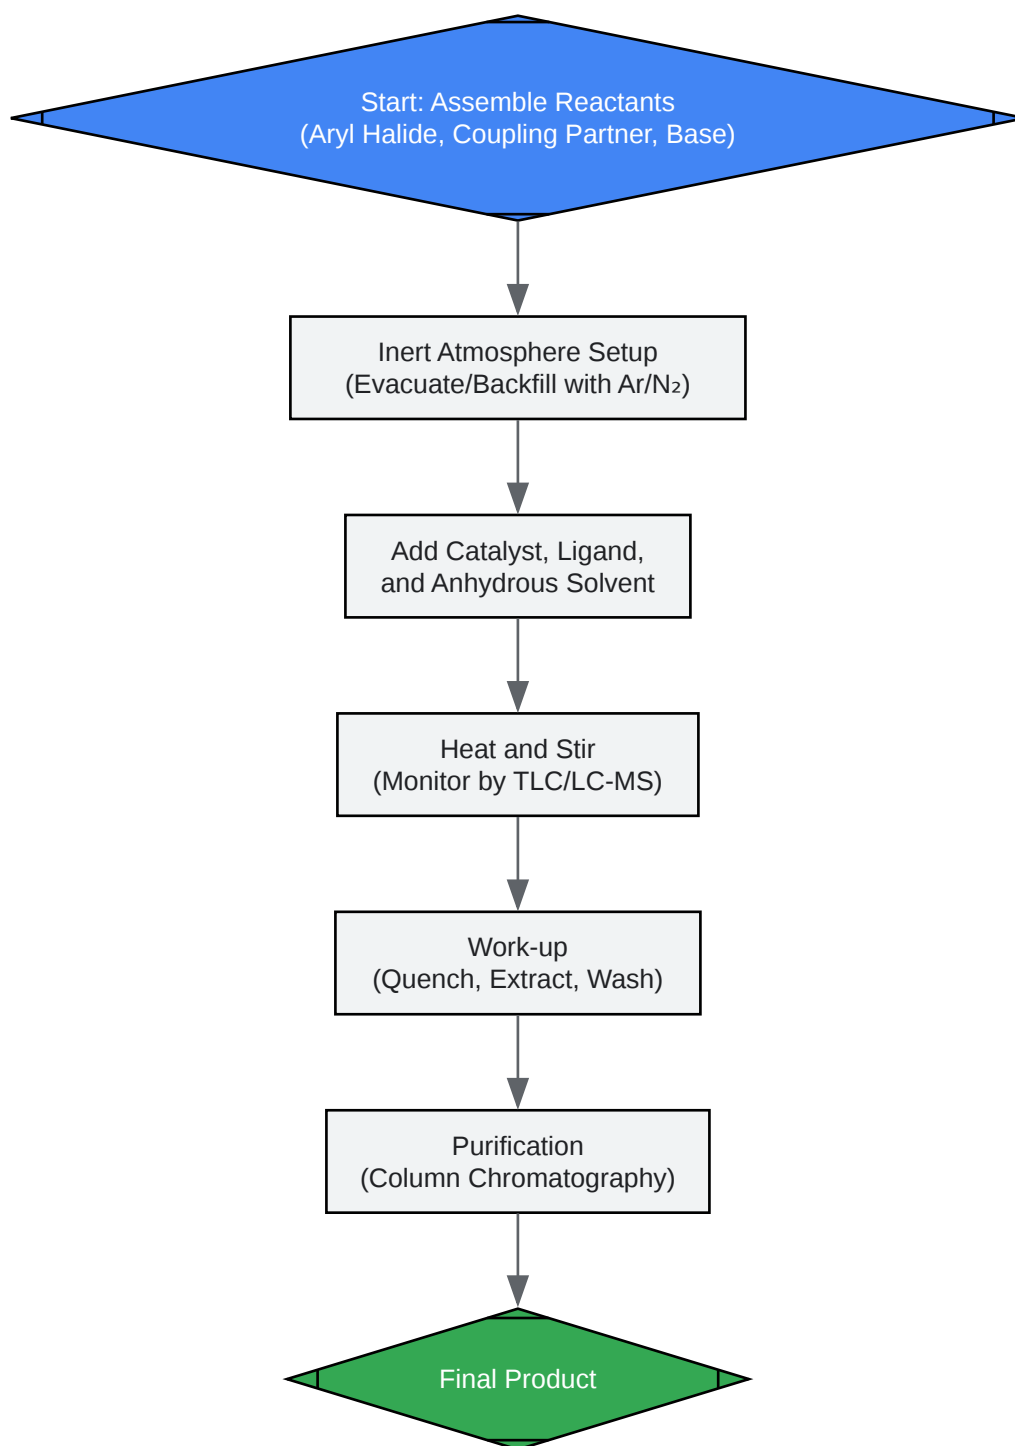 Start: Assemble Reactants
(Aryl Halide, Coupling Partner, Base)
Inert Atmosphere Setup
(Evacuate/Backfill with Ar/N₂)
Add Catalyst, Ligand,
and Anhydrous Solvent
Heat and Stir
(Monitor by TLC/LC-MS)
Work-up
(Quench, Extract, Wash)
Purification
(Column Chromatography)
Final Product